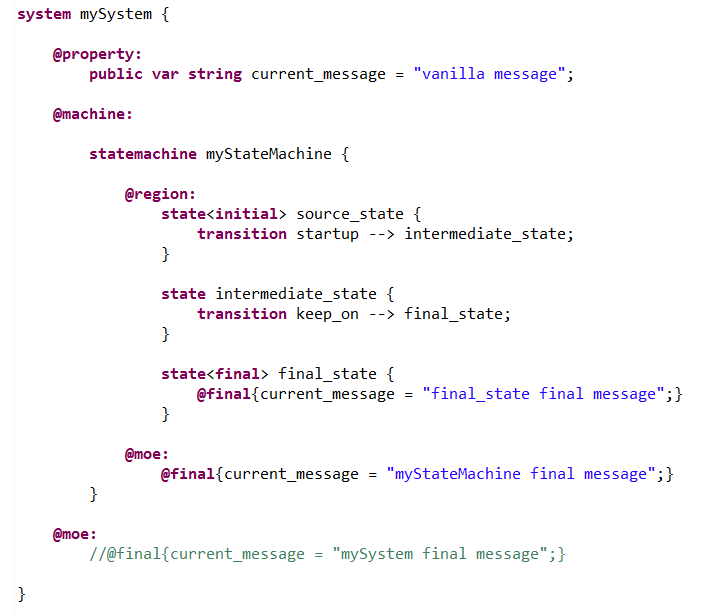 system mySystem {
@property:
public var string current_message = "vanilla message";
@machine:
statemachine myStateMachine {
@region:
state<initial> source_state {
transition startup --> intermediate_state;
}
state intermediate_state {
transition keep_on --> final_state;
}
state<final> final_state {
@final{current_message = "final_state final message";}
}
@moe:
@final{current_message = "myStateMachine final message";}
}
@moe:
//@final{current_message = "mySystem final message";}
}